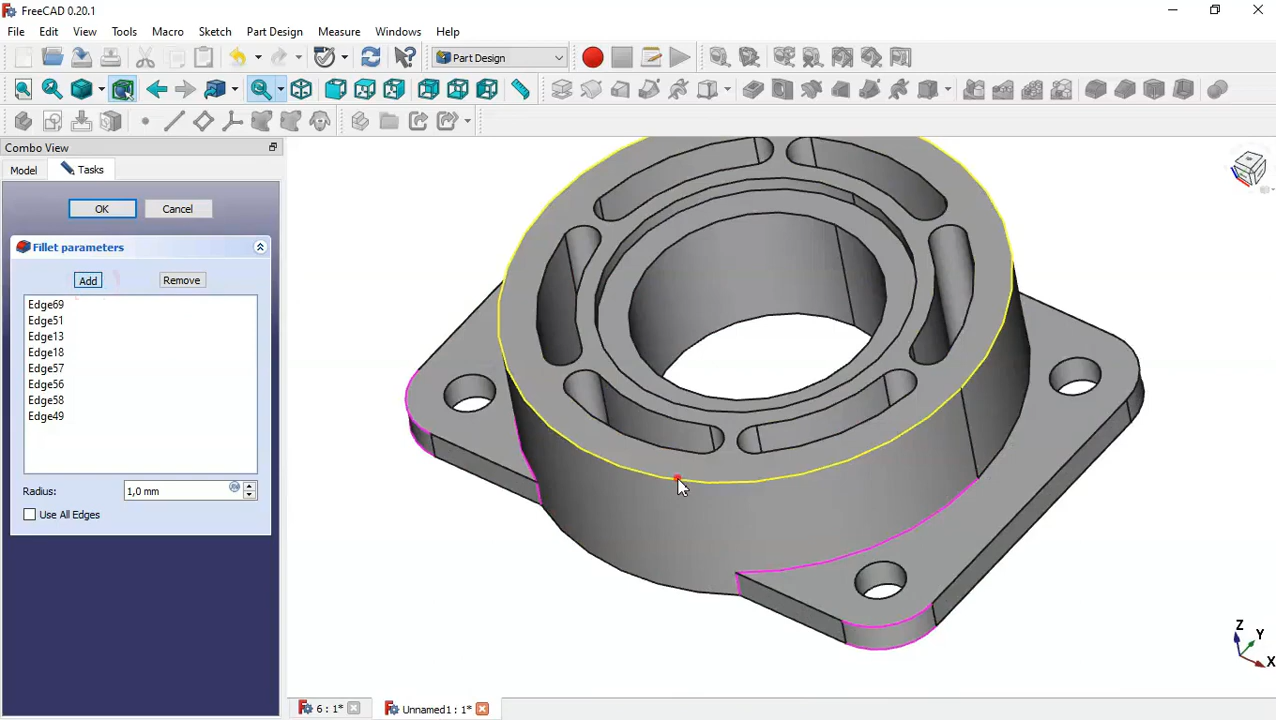 FreeCAD 0.20.1
File Edit View Tools Macro Sketch Part Design Measure Windows Help
Part Design
Combo View
Model Tasks
OK Cancel
Fillet parameters
Add Remove
Edge69
Edge51
Edge13
Edge18
Edge57
Edge56
Edge58
Edge49
Radius: 1,0 mm
Use All Edges
Z
Y
X
6 : 1* Unnamed1 : 1*